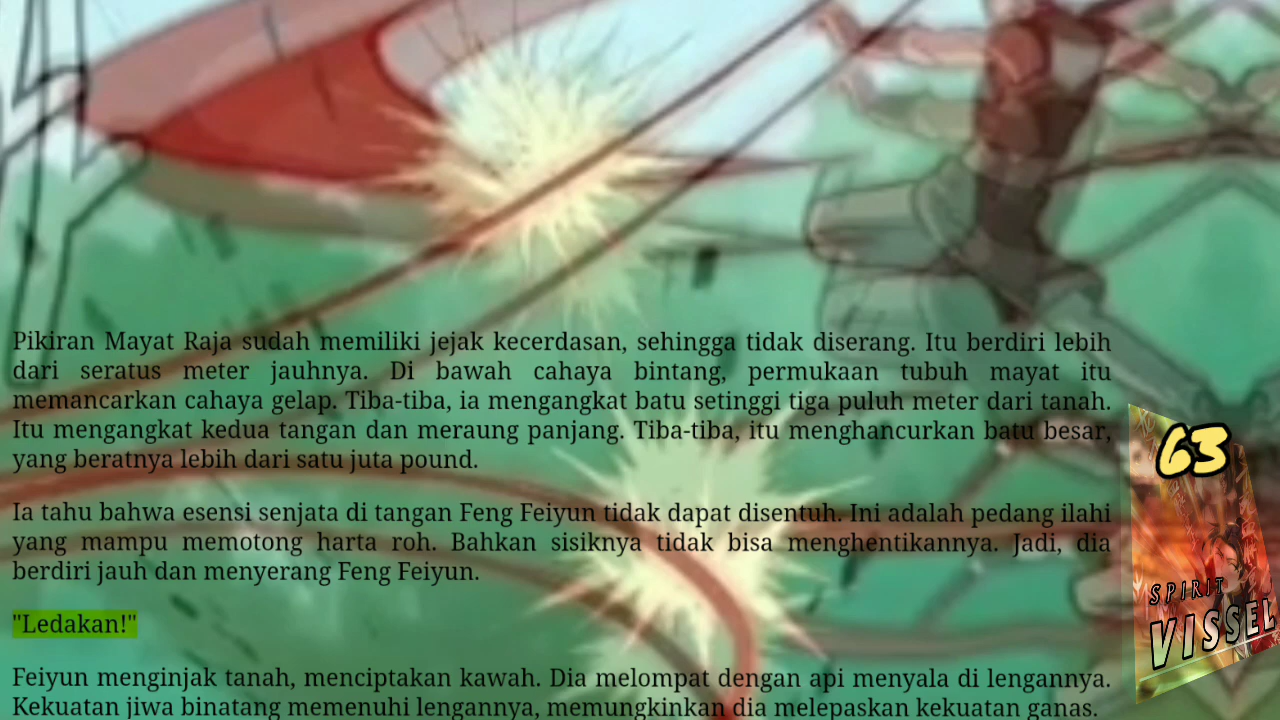 Pikiran Mayat Raja sudah memiliki jejak kecerdasan, sehingga tidak diserang. Itu berdiri lebih
dari seratus meter jauhnya. Di bawah cahaya bintang, permukaan tubuh mayat itu
memancarkan cahaya gelap. Tiba-tiba, ia mengangkat batu setinggi tiga puluh meter dari tanah.
Itu mengangkat kedua tangan dan meraung panjang. Tiba-tiba, itu menghancurkan batu besar,
yang beratnya lebih dari satu juta pound.
Ia tahu bahwa esensi senjata di tangan Feng Feiyun tidak dapat disentuh. Ini adalah pedang ilahi
yang mampu memotong harta roh. Bahkan sisiknya tidak bisa menghentikannya. Jadi, dia
berdiri jauh dan menyerang Feng Feiyun.
"Ledakan!"
Feiyun menginjak tanah, menciptakan kawah. Dia melompat dengan api menyala di lengannya.
Kekuatan jiwa binatang memenuhi lengannya, memungkinkan dia melepaskan kekuatan ganas.
63
SPIRIT
VISSEL